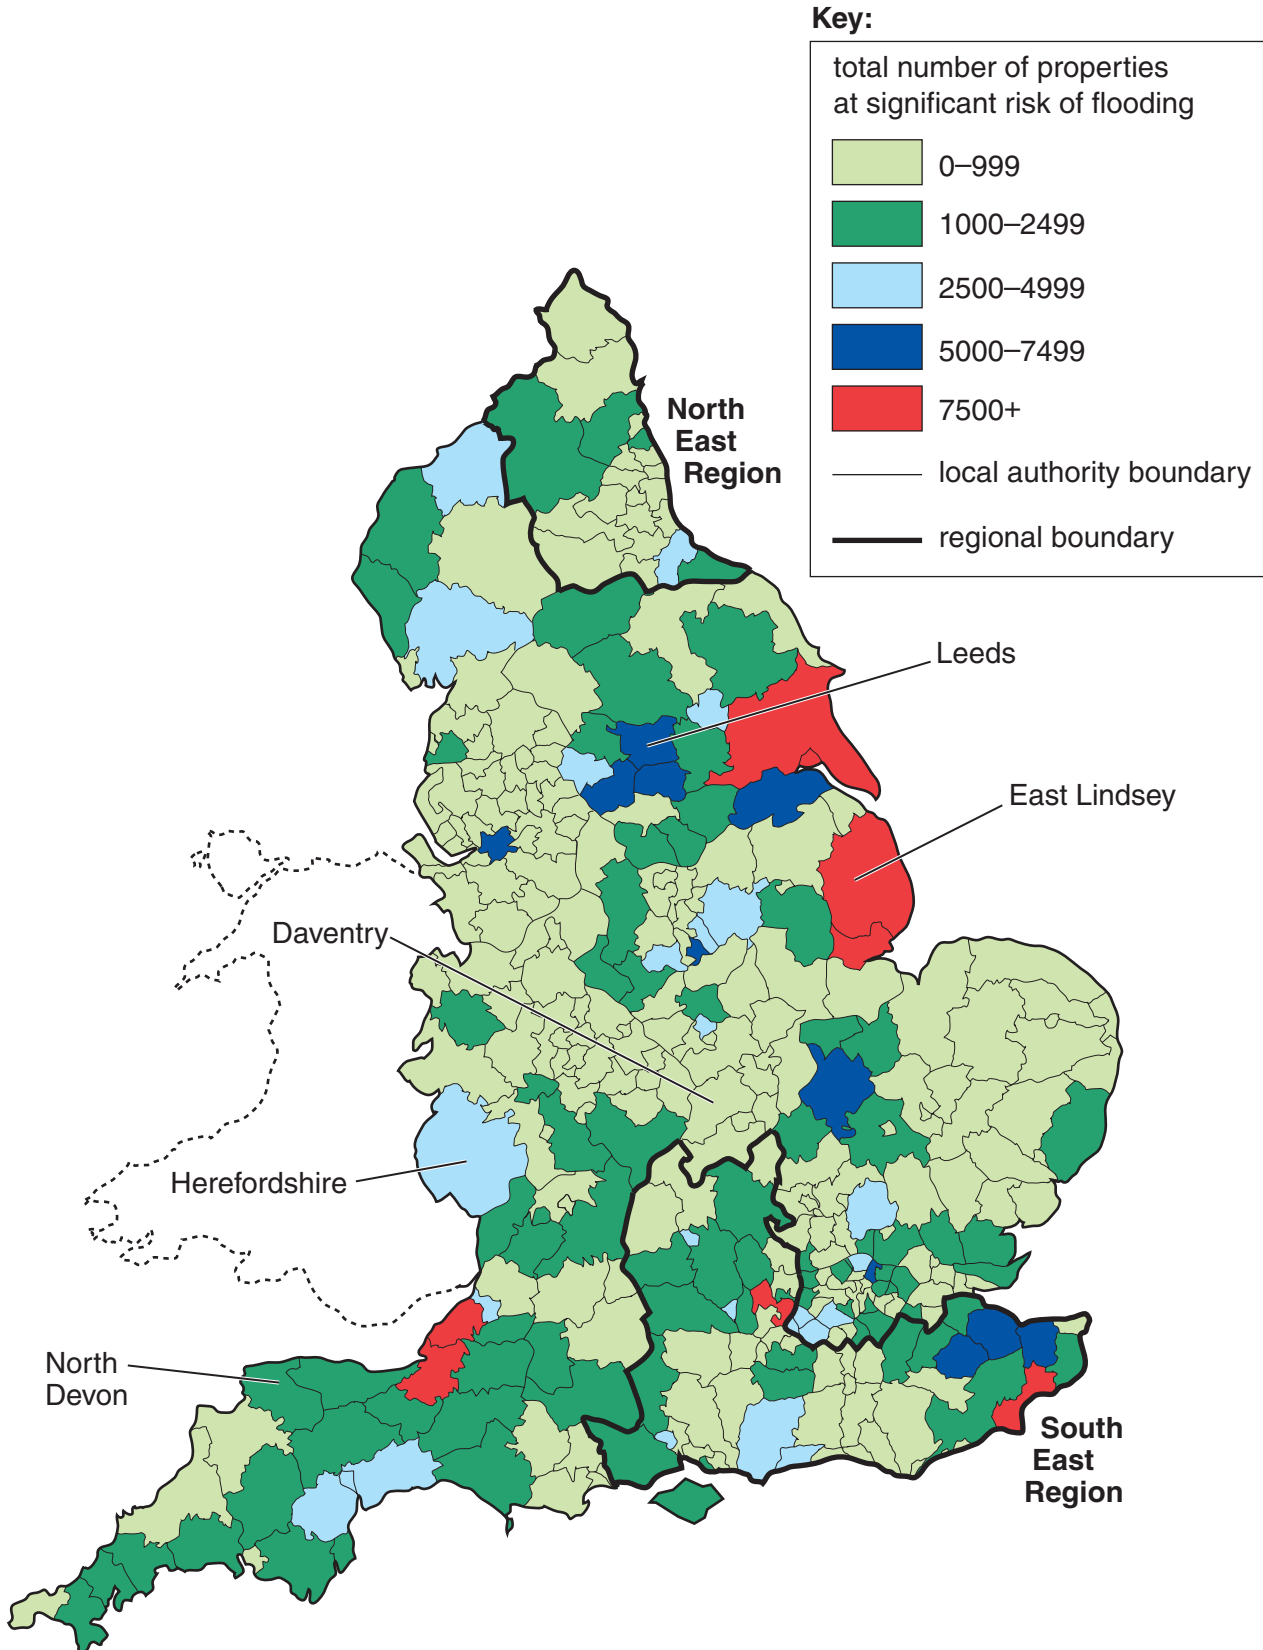 Key:
total number of properties
at significant risk of flooding
0–999
1000–2499
2500–4999
5000–7499
7500+
local authority boundary
regional boundary
North
East
Region
Leeds
East Lindsey
Daventry
Herefordshire
North
Devon
South
East
Region